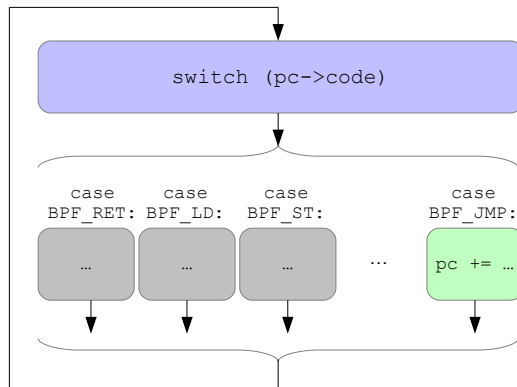 switch (pc->code)
case
BPF_RET:
case
BPF_LD:
case
BPF_ST:
case
BPF_JMP:
…
…
…
…
pc += …